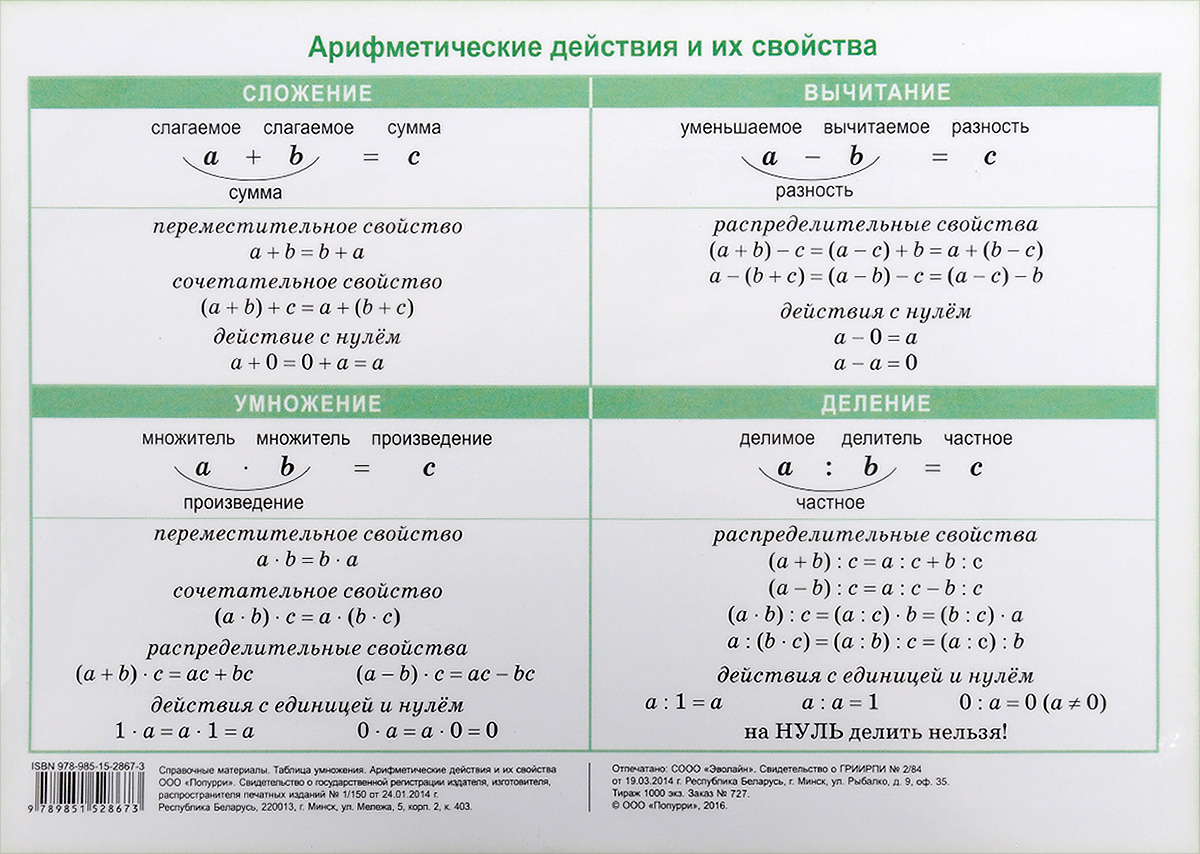 Арифметические действия и их свойства
СЛОЖЕНИЕ
слагаемое слагаемое сумма
a + b = c
сумма
переместительное свойство
a + b = b + a
сочетательное свойство
(a + b) + c = a + (b + c)
действие с нулём
a + 0 = 0 + a = a
ВЫЧИТАНИЕ
уменьшаемое вычитаемое разность
a – b = c
разность
распределительные свойства
(a + b) – c = (a – c) + b = a + (b – c)
a – (b + c) = (a – b) – c = (a – c) – b
действия с нулём
a – 0 = a
a – a = 0
УМНОЖЕНИЕ
множитель множитель произведение
a · b = c
произведение
переместительное свойство
a · b = b · a
сочетательное свойство
(a · b) · c = a · (b · c)
распределительные свойства
(a + b) · c = ac + bc (a – b) · c = ac – bc
действия с единицей и нулём
1 · a = a · 1 = a 0 · a = a · 0 = 0
ДЕЛЕНИЕ
делимое делитель частное
a : b = c
частное
распределительные свойства
(a + b) : c = a : c + b : c
(a – b) : c = a : c – b : c
(a · b) : c = (a : c) · b = (b : c) · a
a : (b · c) = (a : b) : c = (a : c) : b
действия с единицей и нулём
a : 1 = a a : a = 1 0 : a = 0 (a ≠ 0)
на НУЛЬ делить нельзя!
ISBN 978-985-15-2867-3
9 789851 528673
Справочные материалы. Таблица умножения. Арифметические действия и их свойства
ООО «Попурри». Свидетельство о государственной регистрации издателя, изготовителя,
распространителя печатных изданий № 1/150 от 24.01.2014 г.
Республика Беларусь, 220013, г. Минск, ул. Мележа, 5, корп. 2, к. 403.
Отпечатано: СООО «Эволайн». Свидетельство о ГРИИРПИ № 2/84
от 19.03.2014 г. Республика Беларусь, г. Минск, ул. Рыбалко, д. 9, оф. 35.
Тираж 1000 экз. Заказ № 727.
© ООО «Попурри», 2016.